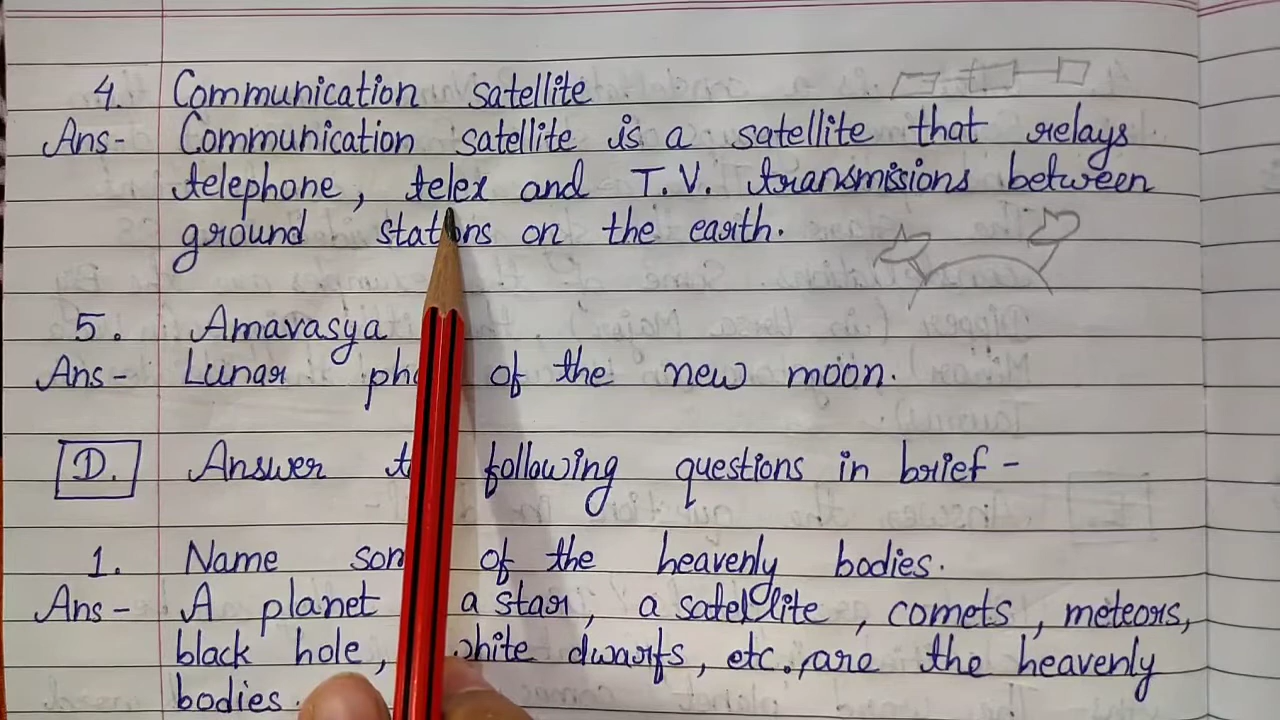 4. Communication satellite
Ans- Communication satellite is a satellite that relays
telephone, telex and T.V. transmissions between
ground stations on the earth.
5. Amavasya
Ans- Lunar of the new moon.
D. Answer following questions in brief -
1. Name of the heavenly bodies.
Ans- A planet a star, a satellite, comets, meteors,
black hole, dwarfs, etc. are the heavenly
bodies.